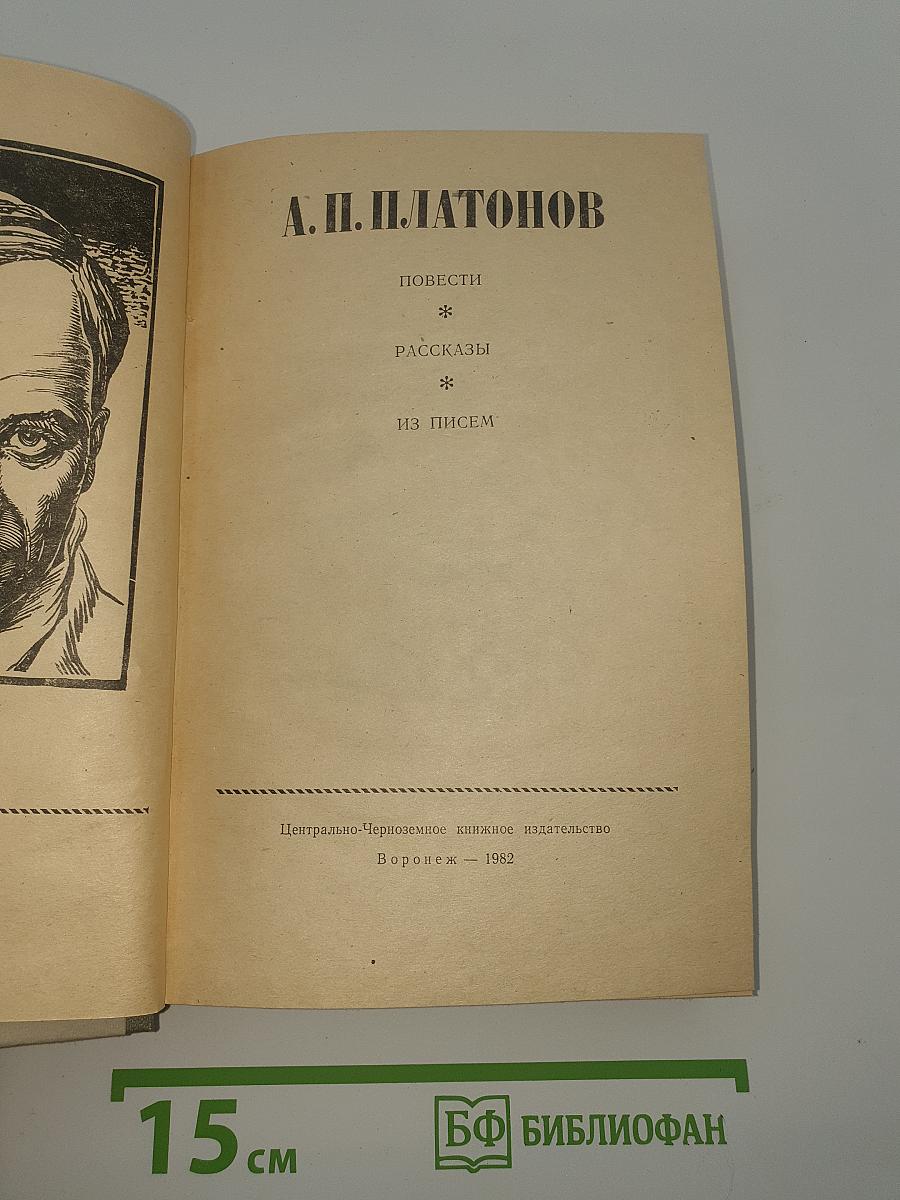 А. П. ПЛАТОНОВ
ПОВЕСТИ
*
РАССКАЗЫ
*
ИЗ ПИСЕМ
Центрально-Черноземное книжное издательство
Воронеж — 1982
15 см
БФ БИБЛИОФАН